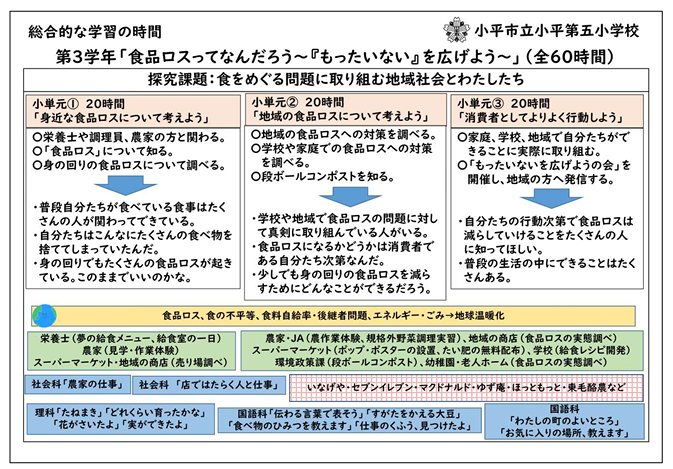 総合的な学習の時間
小平市立小平第五小学校
第3学年「食品ロスってなんだろう～『もったいない』を広げよう～」（全60時間）
探究課題：食をめぐる問題に取り組む地域社会とわたしたち
小単元① 20時間
「身近な食品ロスについて考えよう」
〇栄養士や調理員、農家の方と関わる。
〇「食品ロス」について知る。
〇身の回りの食品ロスについて調べる。
・普段自分たちが食べている食事はたく
さんの人が関わってできている。
・自分たちはこんなにたくさんの食べ物を
捨ててしまっていたんだ。
・身の回りでもたくさんの食品ロスが起き
ている。このままでいいのかな。
小単元② 20時間
「地域の食品ロスについて考えよう」
〇地域の食品ロスへの対策を調べる。
〇学校や家庭での食品ロスへの対策
を調べる。
〇段ボールコンポストを知る。
・学校や地域で食品ロスの問題に対し
て真剣に取り組んでいる人がいる。
・食品ロスになるかどうかは消費者で
ある自分たち次第なんだ。
・少しでも身の回りの食品ロスを減ら
すためにどんなことができるだろう。
小単元③ 20時間
「消費者としてよりよく行動しよう」
〇家庭、学校、地域で自分たちがで
きることに実際に取り組む。
〇「もったいないを広げようの会」を
開催し、地域の方へ発信する。
・自分たちの行動次第で食品ロスは
減らしていけることをたくさんの人
に知ってほしい。
・普段の生活の中にできることはたく
さんある。
食品ロス、食の不平等、食料自給率・後継者問題、エネルギー・ごみ→地球温暖化
栄養士（夢の給食メニュー、給食室の一日）
農家（見学・作業体験）
スーパーマーケット・地域の商店（売り場調べ）
農家・JA（農作業体験、規格外野菜調理実習）、地域の商店（食品ロスの実態調べ）
スーパーマーケット（ポップ・ポスターの設置、たい肥の無料配布）、学校（給食レシピ開発）
環境政策課（段ボールコンポスト）、幼稚園・老人ホーム（食品ロスの実態調べ）
社会科「農家の仕事」
社会科 「店ではたらく人と仕事」
いなげや・セブンイレブン・マクドナルド・ゆず庵・ほっともっと・東毛酪農など
理科「たねまき」「どれくらい育ったかな」
「花がさいたよ」「実ができたよ」
国語科「伝わる言葉で表そう」「すがたをかえる大豆」
「食べ物のひみつを教えます」「仕事のくふう、見つけたよ」
国語科
「わたしの町のよいところ」
「お気に入りの場所、教えます」